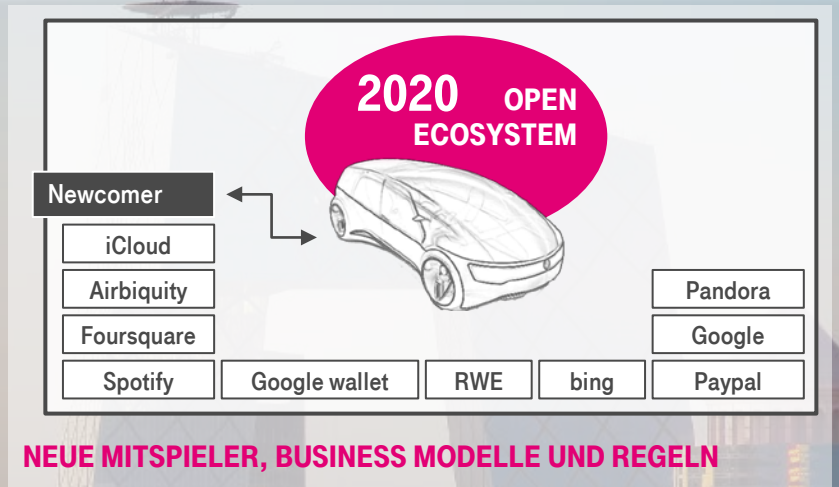 2020 OPEN
ECOSYSTEM
Newcomer
iCloud
Airbiquity
Pandora
Foursquare
Google
Spotify
Google wallet
RWE
bing
Paypal
NEUE MITSPIELER, BUSINESS MODELLE UND REGELN